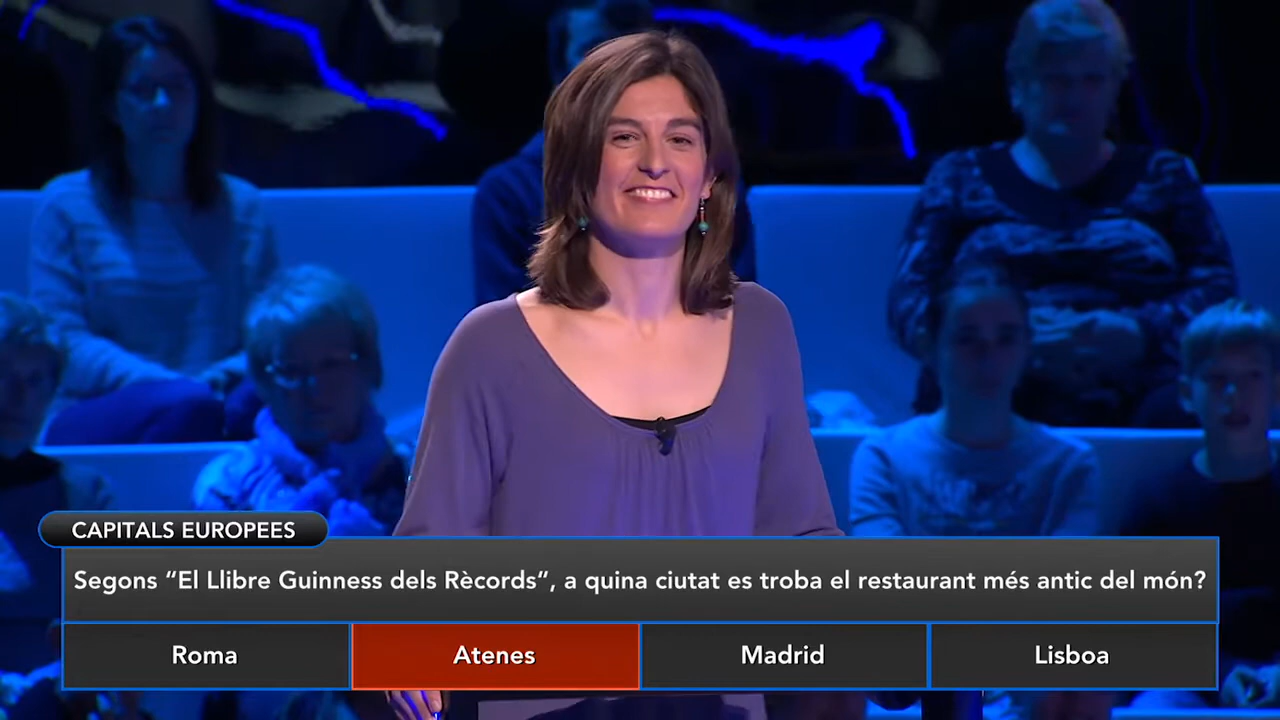 CAPITALS EUROPEES
Segons “El Llibre Guinness dels Rècords”, a quina ciutat es troba el restaurant més antic del món?
Roma
Atenes
Madrid
Lisboa